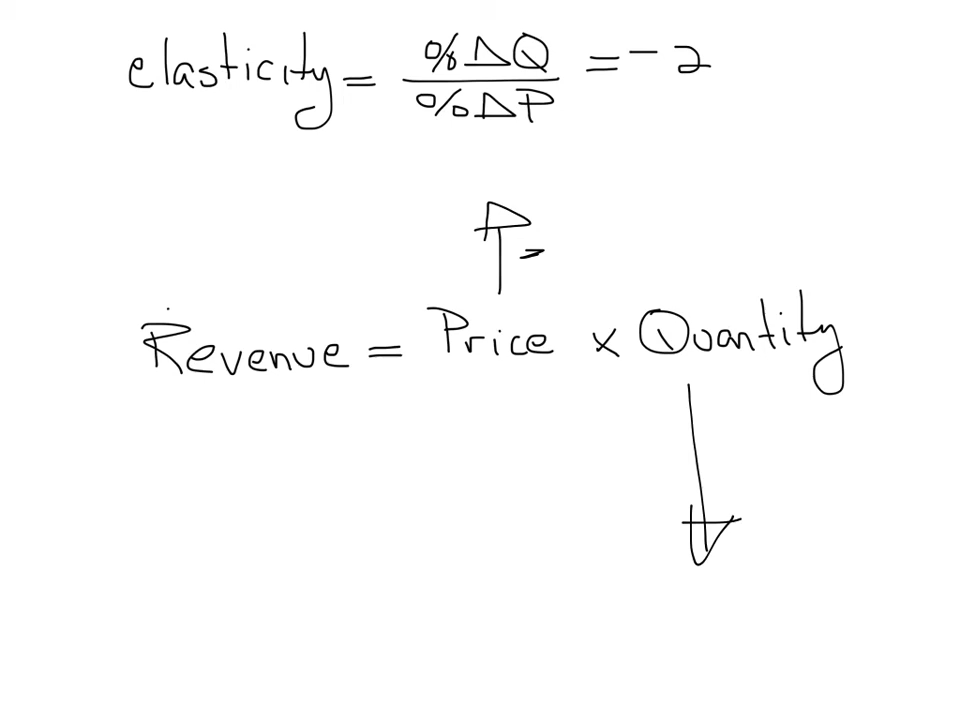 elasticity = %ΔQ / %ΔP = -2
Revenue = Price x Quantity